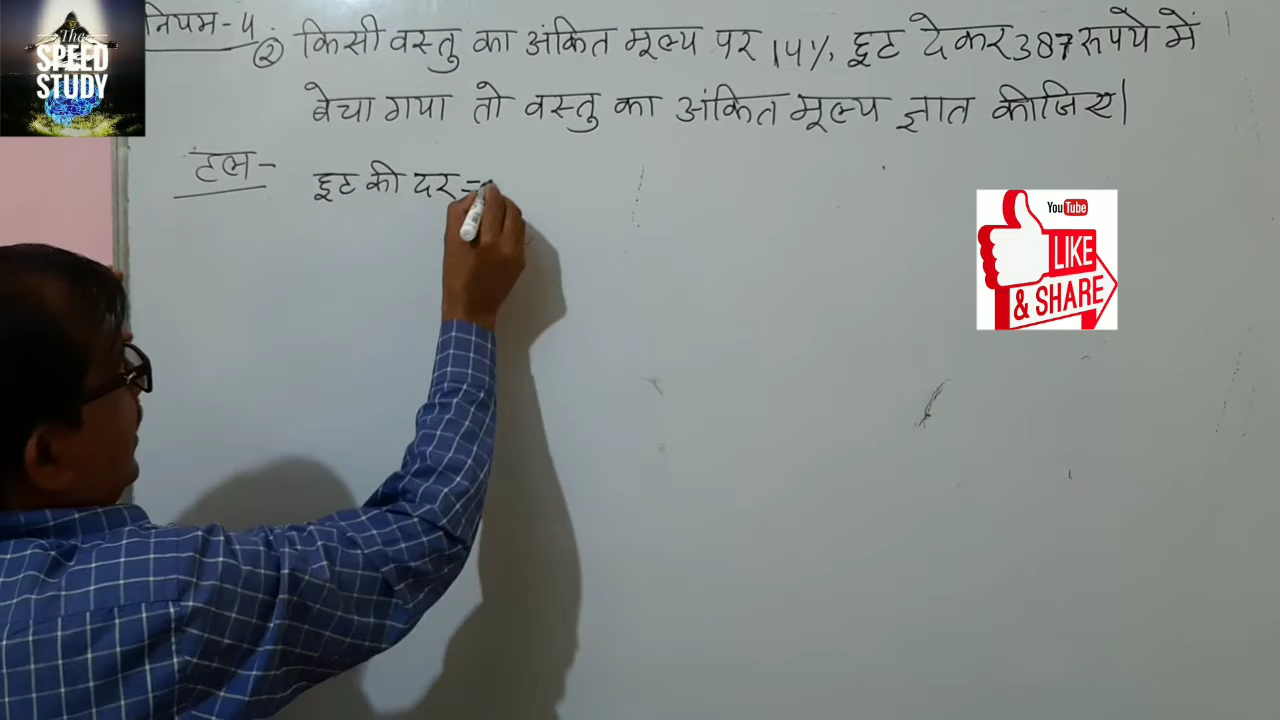 The
SPEED
STUDY
नियम-4
② किसी वस्तु का अंकित मूल्य पर 14% छूट देकर 387 रूपये में
बेचा गया तो वस्तु का अंकित मूल्य ज्ञात कीजिए।
हल-
छूट की दर =
YouTube
LIKE
& SHARE